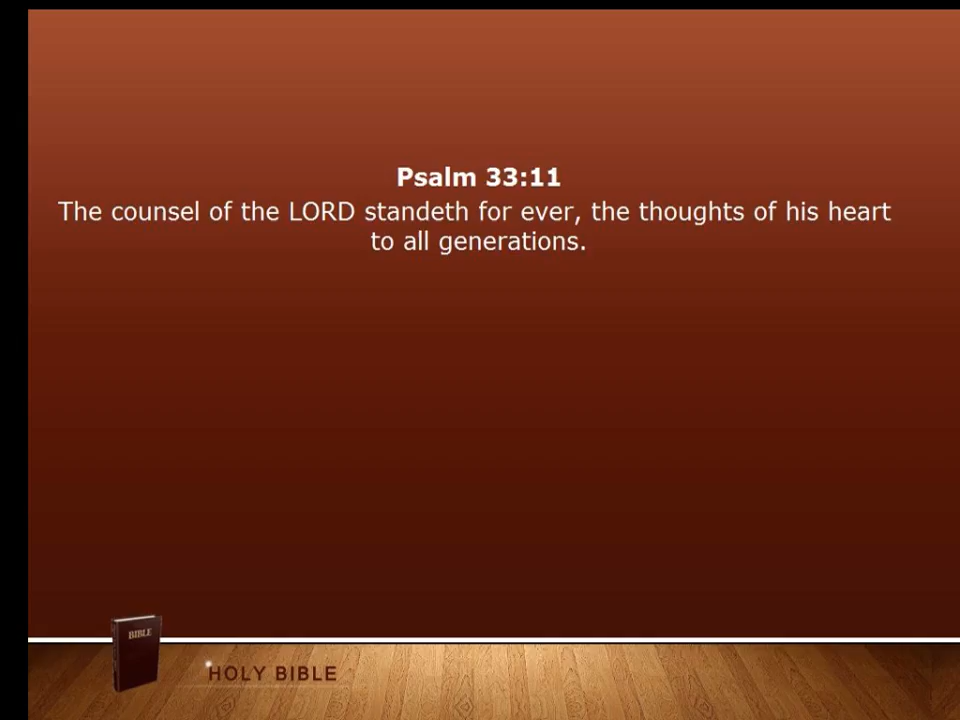 Psalm 33:11
The counsel of the LORD standeth for ever, the thoughts of his heart
to all generations.
BIBLE
HOLY BIBLE